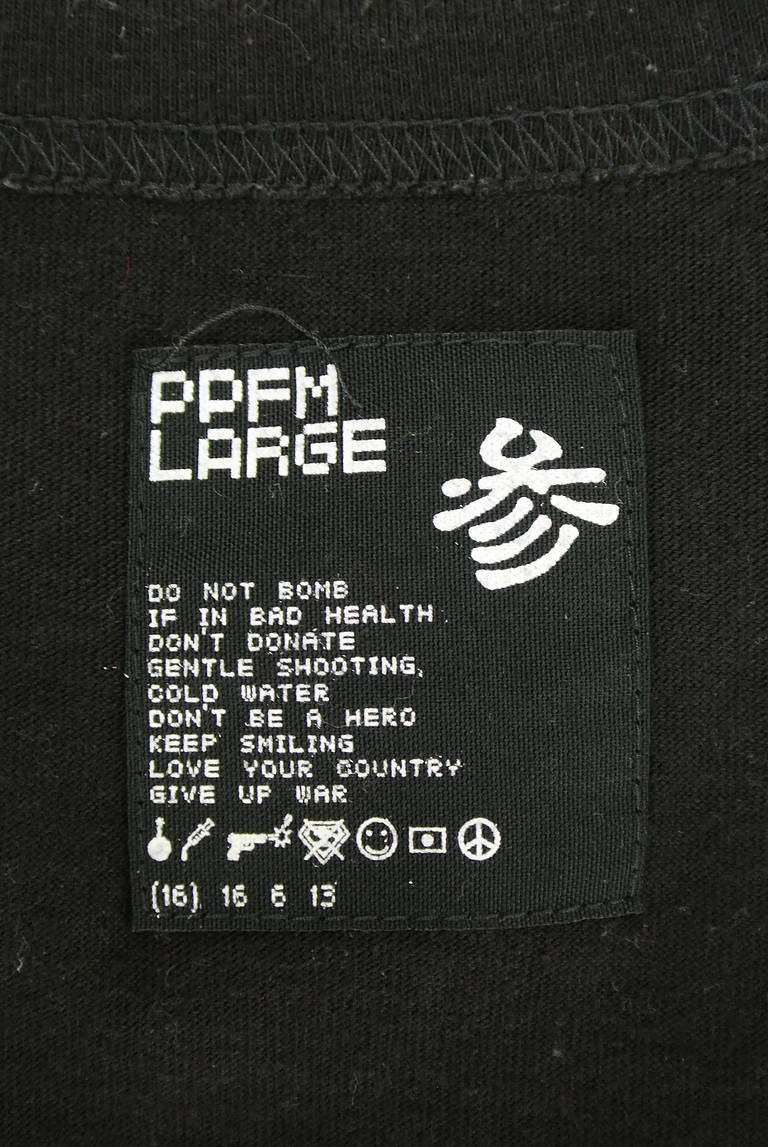 PPFM
LARGE
参
DO NOT BOMB
IF IN BAD HEALTH
DON'T DONATE
GENTLE SHOOTING,
COLD WATER
DON'T BE A HERO
KEEP SMILING
LOVE YOUR COUNTRY
GIVE UP WAR
(16) 16 6 13